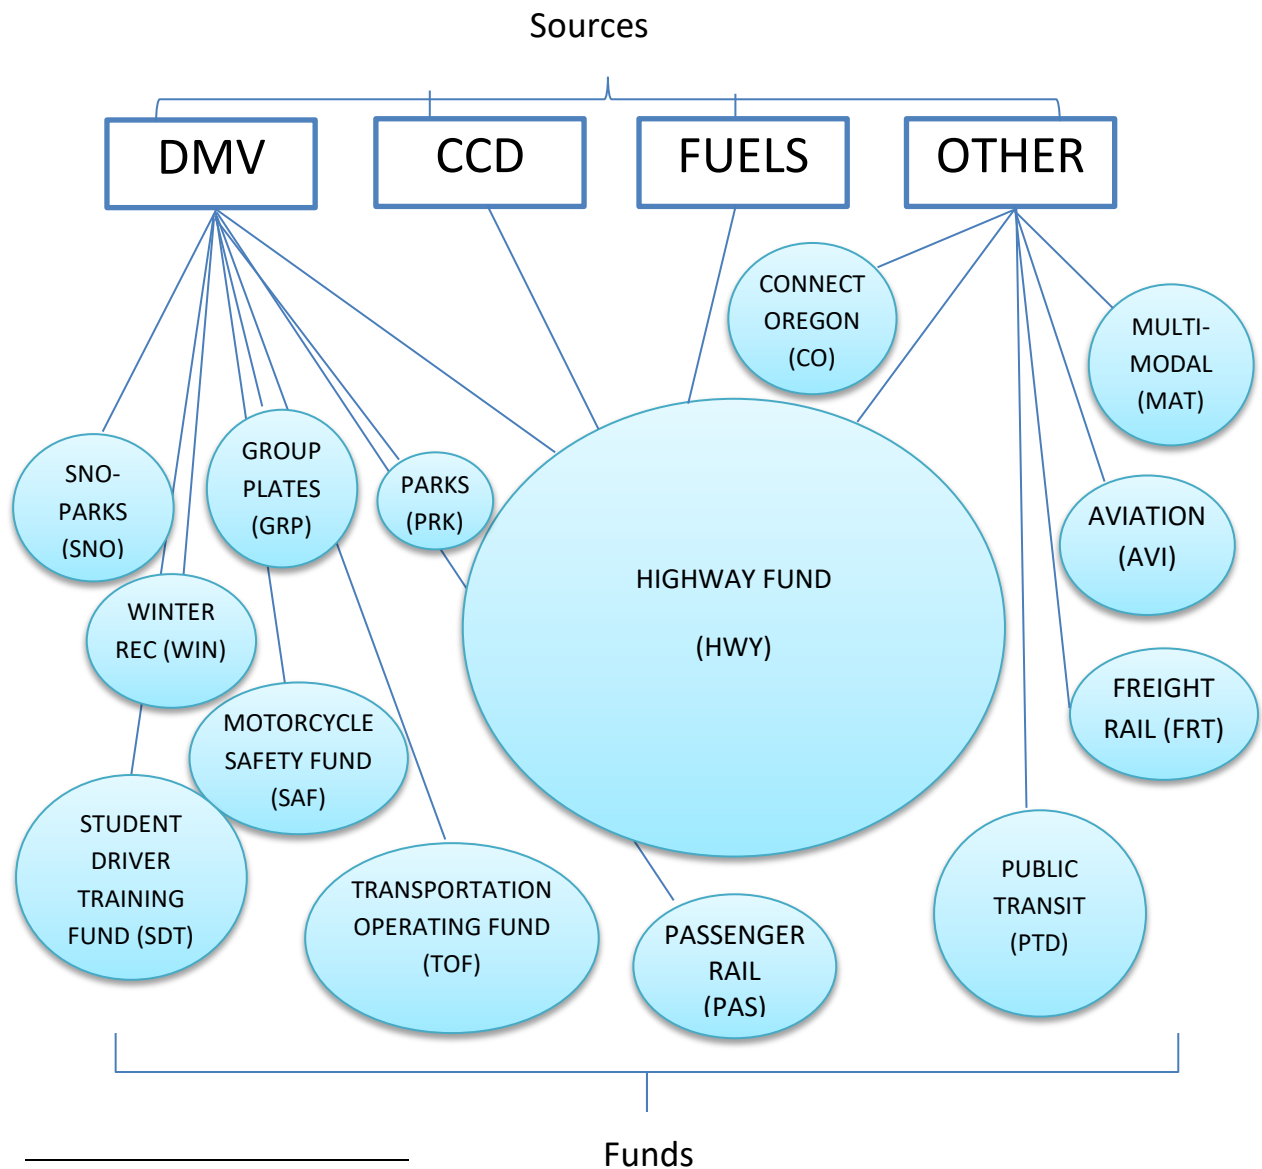 Sources
DMV
CCD
FUELS
OTHER
CONNECT
OREGON
(CO)
MULTI-
MODAL
(MAT)
SNO-
PARKS
(SNO)
GROUP
PLATES
(GRP)
PARKS
(PRK)
AVIATION
(AVI)
HIGHWAY FUND
(HWY)
WINTER
REC (WIN)
FREIGHT
RAIL (FRT)
MOTORCYCLE
SAFETY FUND
(SAF)
STUDENT
DRIVER
TRAINING
FUND (SDT)
TRANSPORTATION
OPERATING FUND
(TOF)
PASSENGER
RAIL
(PAS)
PUBLIC
TRANSIT
(PTD)
Funds